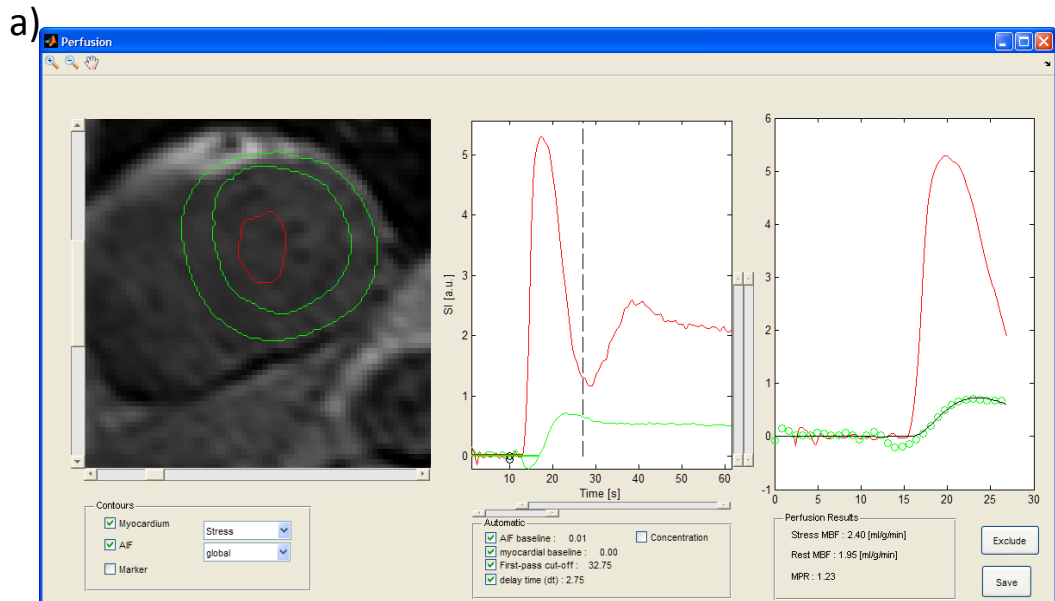 a)
Perfusion
6
5
4
3
2
1
0
-1
0 5 10 15 20 25 30
5
4
3
2
1
0
SI [a.u.]
10 20 30 40 50 60
Time [s]
Contours
Myocardium
Stress
AIF
global
Marker
Automatic
AIF baseline : 0.01
Concentration
myocardial baseline : 0.00
First-pass cut-off : 32.75
delay time (dt) : 2.75
Perfusion Results
Stress MBF : 2.40 [ml/g/min]
Rest MBF : 1.95 [ml/g/min]
MPR : 1.23
Exclude
Save